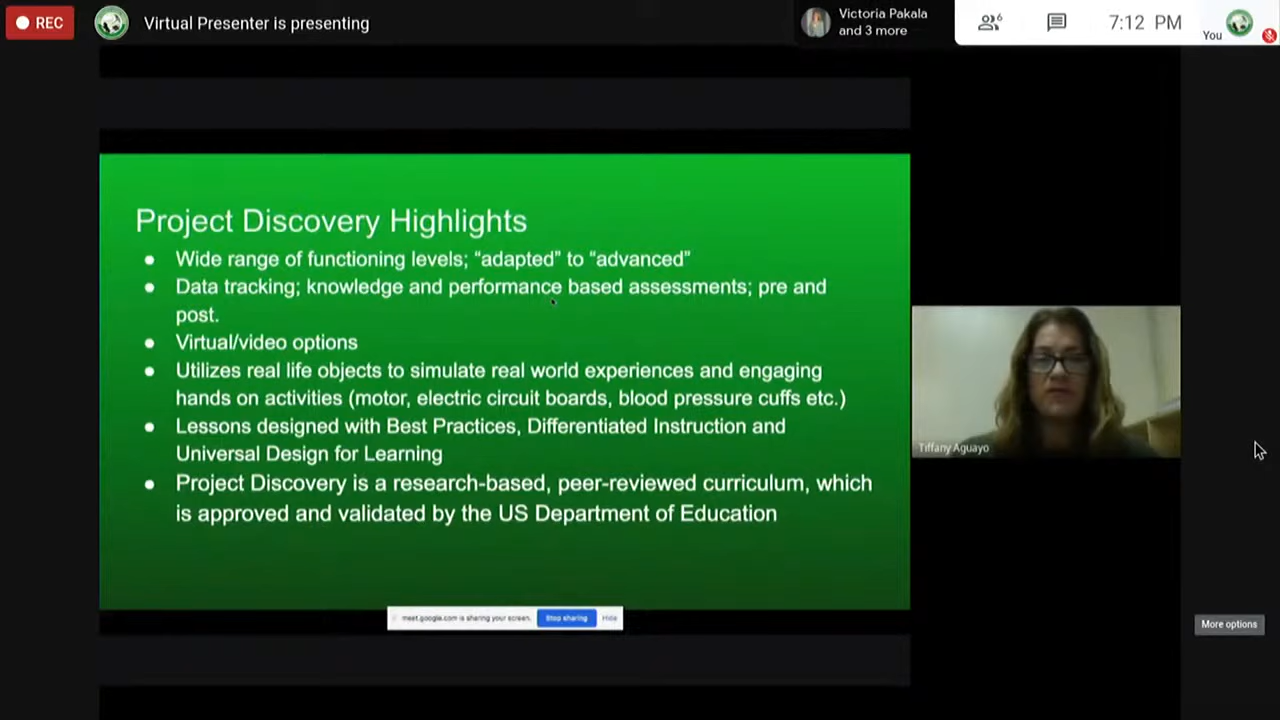 REC
Virtual Presenter is presenting
Victoria Pakala
and 3 more
6
7:12 PM
You
Project Discovery Highlights
● Wide range of functioning levels; “adapted” to “advanced”
● Data tracking; knowledge and performance based assessments; pre and
post.
● Virtual/video options
● Utilizes real life objects to simulate real world experiences and engaging
hands on activities (motor, electric circuit boards, blood pressure cuffs etc.)
● Lessons designed with Best Practices, Differentiated Instruction and
Universal Design for Learning
● Project Discovery is a research-based, peer-reviewed curriculum, which
is approved and validated by the US Department of Education
Tiffany Aguayo
meet.google.com is sharing your screen.
Stop sharing
Hide
More options